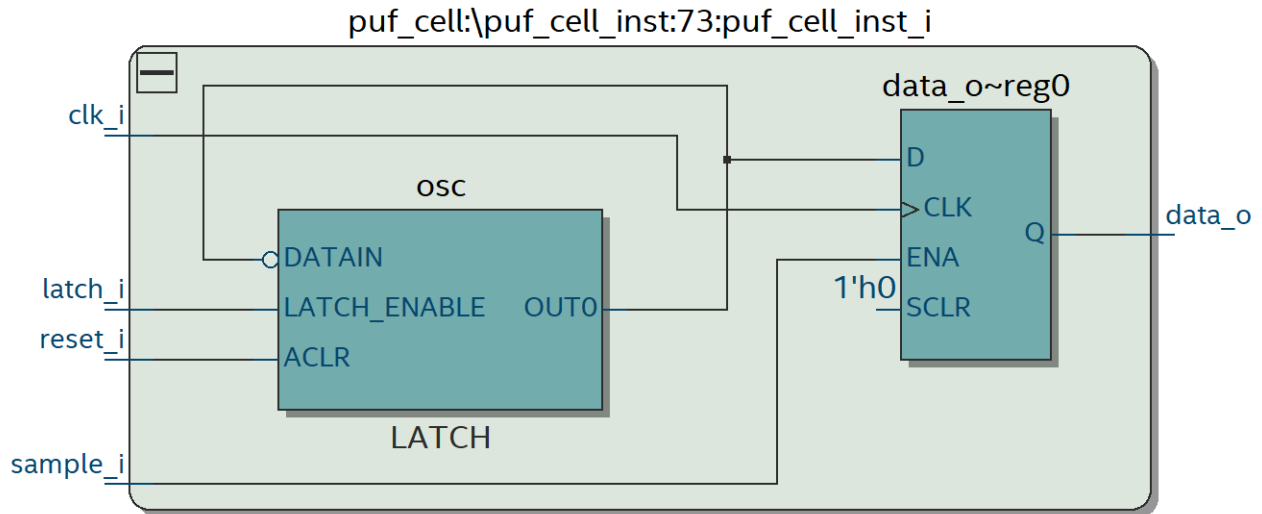 puf_cell:\puf_cell_inst:73:puf_cell_inst_i
data_o~reg0
clk_i
D
osc
CLK
data_o
Q
DATAIN
ENA
latch_i
LATCH_ENABLE
OUT0
1'h0
SCLR
reset_i
ACLR
LATCH
sample_i